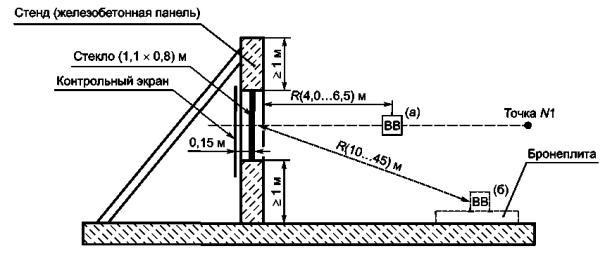 Стенд (железобетонная панель)
Стекло (1,1 × 0,8) м
Контрольный экран
≥ 1 м
R(4,0...6,5) м
(а)
ВВ
Точка N1
0,15 м
R(10...45) м
Бронеплита
≥ 1 м
ВВ
(б)